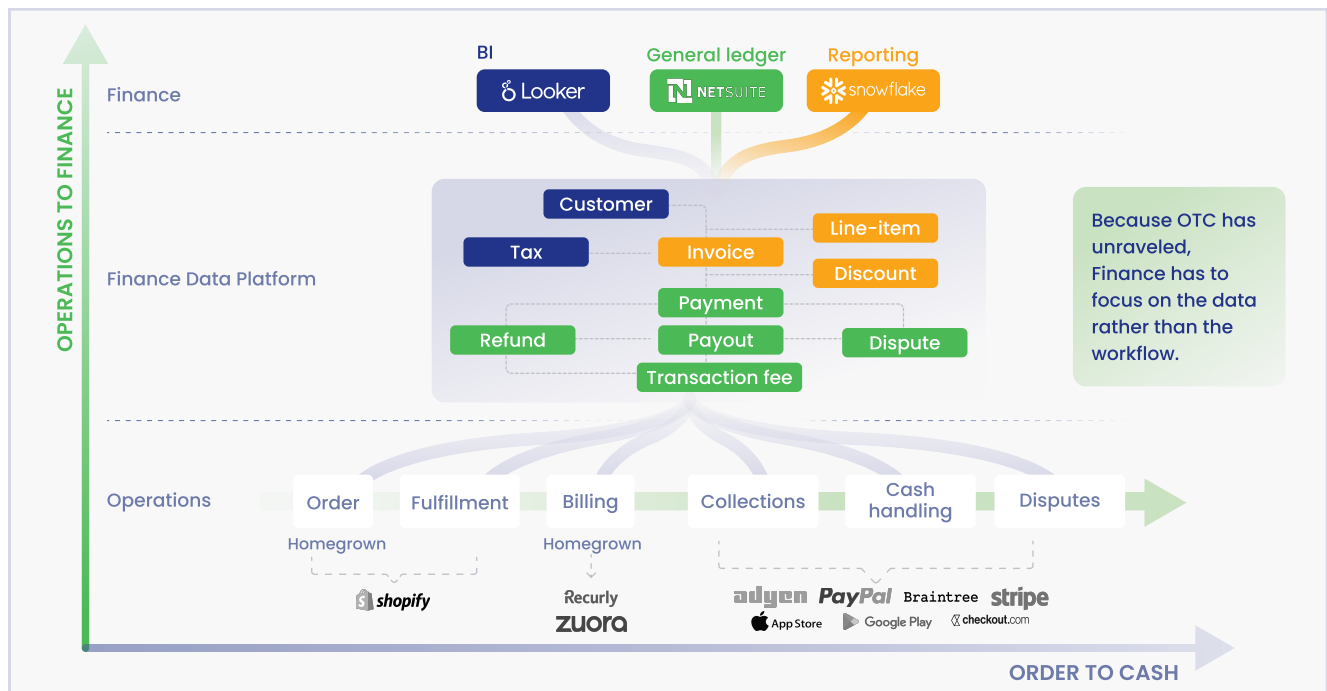 BI
General ledger
Reporting
Looker
NETSUITE
snowflake
Finance
OPERATIONS TO FINANCE
Customer
Line-item
Tax
Invoice
Discount
Finance Data Platform
Payment
Refund
Payout
Dispute
Transaction fee
Because OTC has
unraveled,
Finance has to
focus on the data
rather than the
workflow.
Operations
Order
Fulfillment
Billing
Collections
Cash
handling
Disputes
Homegrown
Homegrown
shopify
Recurly
zuora
adyen
PayPal
Braintree
stripe
App Store
Google Play
checkout.com
ORDER TO CASH